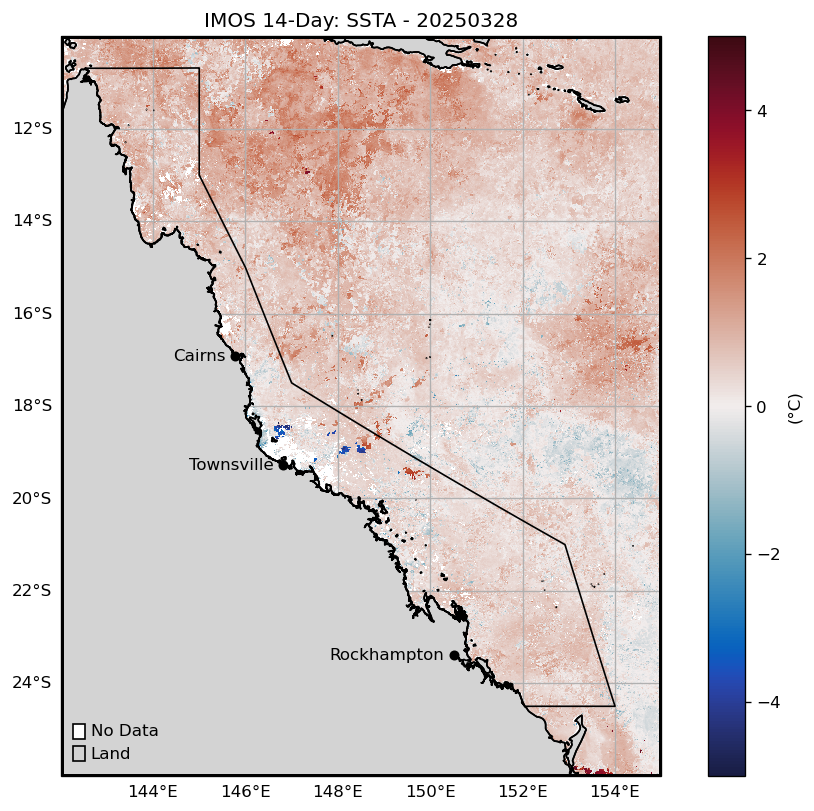 IMOS 14-Day: SSTA - 20250328
12°S
14°S
16°S
18°S
20°S
22°S
24°S
Cairns
Townsville
Rockhampton
No Data
Land
144°E 146°E 148°E 150°E 152°E 154°E
4
2
0
−2
−4
(°C)